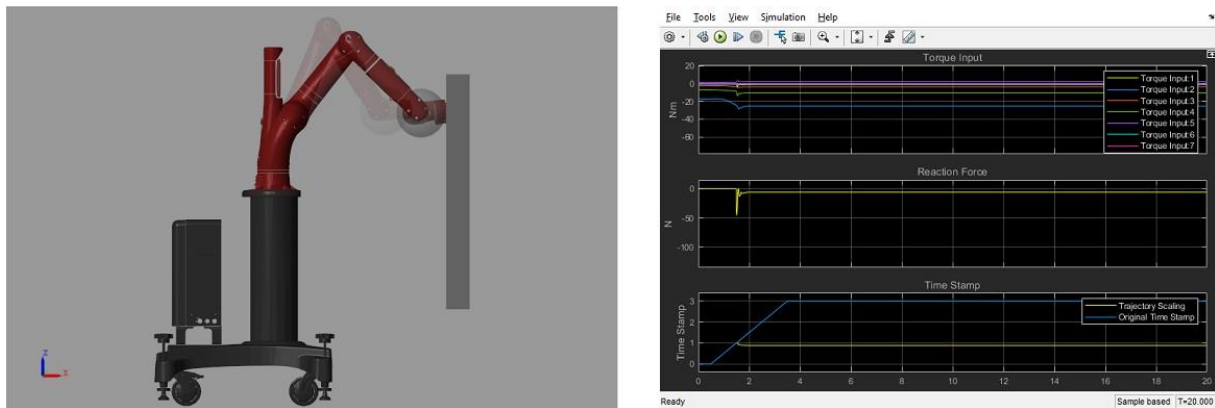 File Tools View Simulation Help
Torque Input
20
0
-20
-40
-60
Nm
Torque Input:1
Torque Input:2
Torque Input:3
Torque Input:4
Torque Input:5
Torque Input:6
Torque Input:7
Reaction Force
0
-50
-100
N
Time Stamp
3
2
1
0
Time Stamp
Trajectory Scaling
Original Time Stamp
0 2 4 6 8 10 12 14 16 18 20
Z
X
Ready Sample based T=20.000